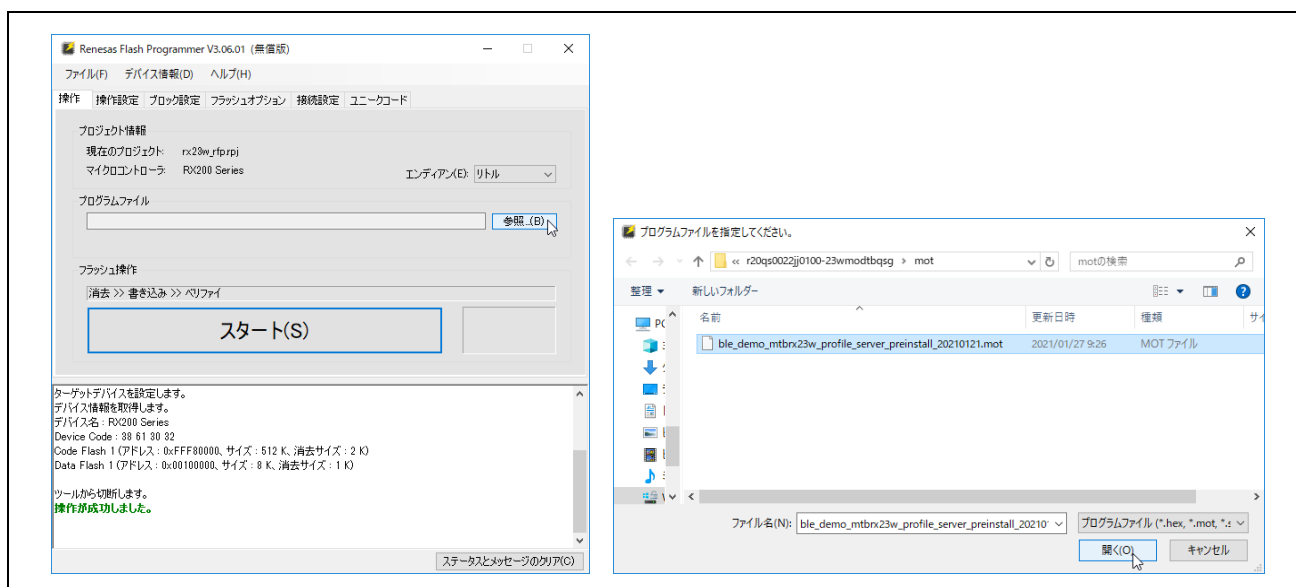 Renesas Flash Programmer V3.06.01 (無償版)
ファイル(F) デバイス情報(D) ヘルプ(H)
操作 操作設定 ブロック設定 フラッシュオプション 接続設定 ユニークコード
プロジェクト情報
現在のプロジェクト: rx23w_rfp.rpj
マイクロコントローラ: RX200 Series
エンディアン(E): リトル
プログラムファイル
参照...(B)
フラッシュ操作
消去 >> 書き込み >> ベリファイ
スタート(S)
ターゲットデバイスを設定します。
デバイス情報を取得します。
デバイス名 : RX200 Series
Device Code : 38 61 30 32
Code Flash 1 (アドレス : 0xFFF80000、サイズ : 512 K、消去サイズ : 2 K)
Data Flash 1 (アドレス : 0x00100000、サイズ : 8 K、消去サイズ : 1 K)
ツールから切断します。
操作が成功しました。
ステータスとメッセージのクリア(C)
プログラムファイルを指定してください。
« r20qs0022jj0100-23wmodtbqsg › mot
motの検索
整理 新しいフォルダー
名前 更新日時 種類
PC
ble_demo_mtbrx23w_profile_server_preinstall_20210121.mot 2021/01/27 9:26 MOT ファイル
ファイル名(N): ble_demo_mtbrx23w_profile_server_preinstall_20210 プログラムファイル (*.hex, *.mot, *.s
開く(O) キャンセル